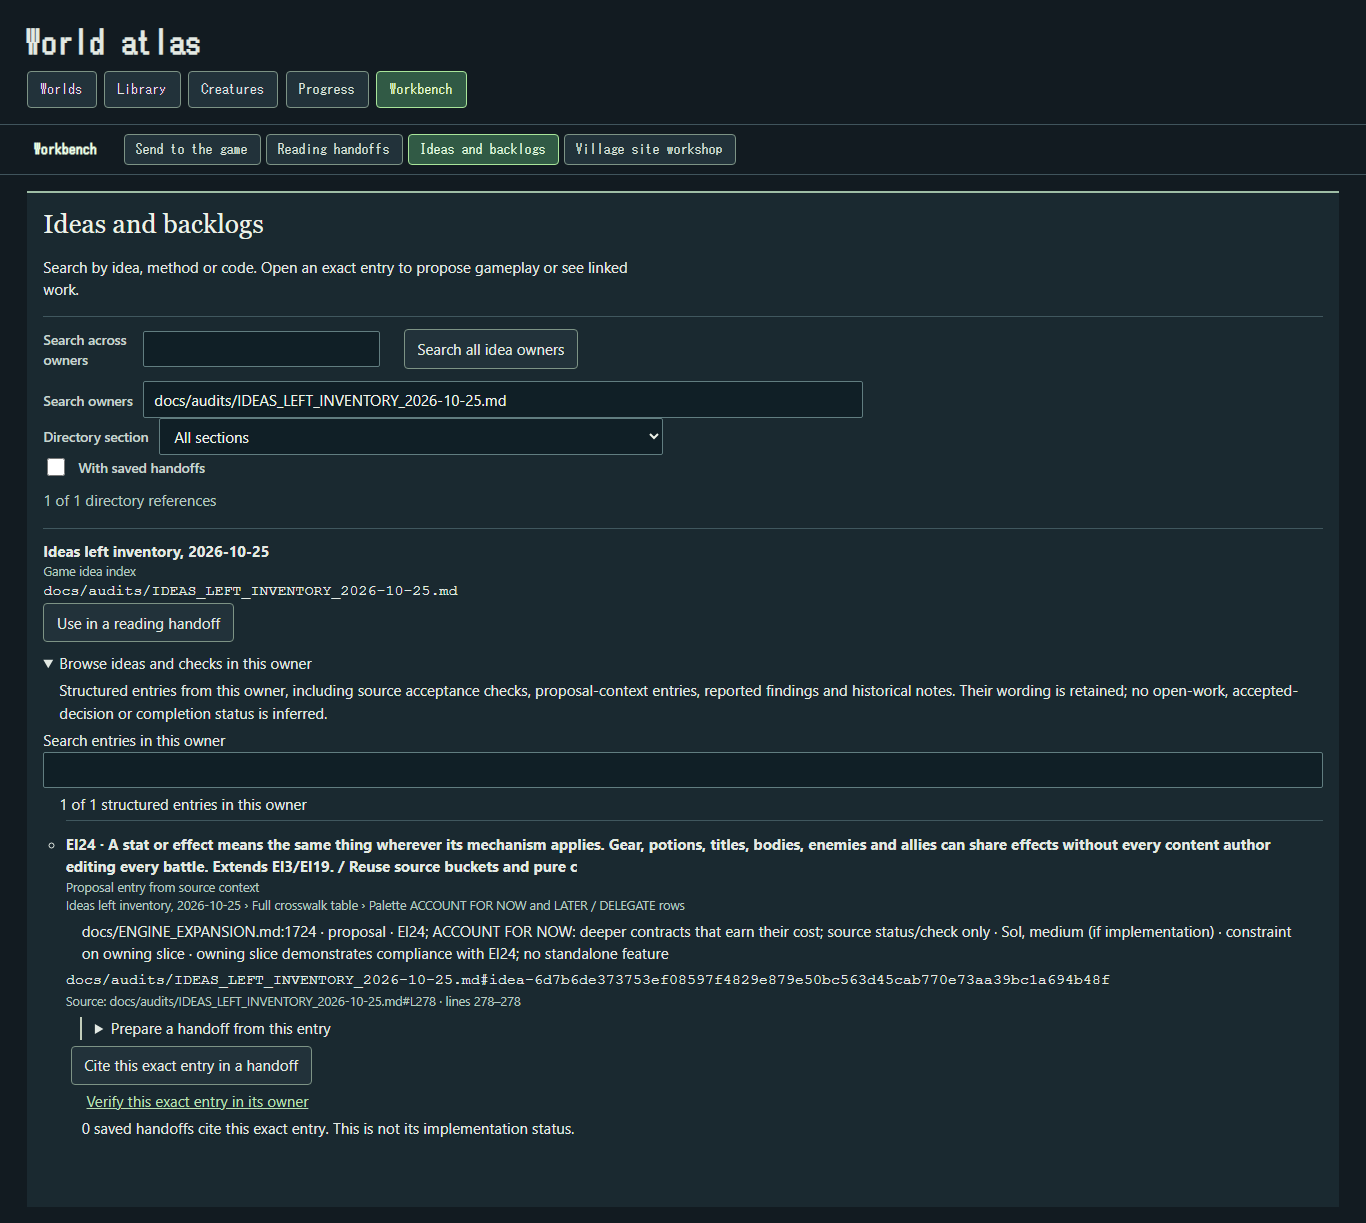 World atlas
Worlds
Library
Creatures
Progress
Workbench
Workbench
Send to the game
Reading handoffs
Ideas and backlogs
Village site workshop
Ideas and backlogs
Search by idea, method or code. Open an exact entry to propose gameplay or see linked
work.
Search across
owners
Search all idea owners
Search owners
docs/audits/IDEAS_LEFT_INVENTORY_2026-10-25.md
Directory section
All sections
With saved handoffs
1 of 1 directory references
Ideas left inventory, 2026-10-25
Game idea index
docs/audits/IDEAS_LEFT_INVENTORY_2026-10-25.md
Use in a reading handoff
▼ Browse ideas and checks in this owner
Structured entries from this owner, including source acceptance checks, proposal-context entries, reported findings and historical notes. Their wording is retained; no open-work, accepted-
decision or completion status is inferred.
Search entries in this owner
1 of 1 structured entries in this owner
EI24 · A stat or effect means the same thing wherever its mechanism applies. Gear, potions, titles, bodies, enemies and allies can share effects without every content author
editing every battle. Extends EI3/EI19. / Reuse source buckets and pure c
Proposal entry from source context
Ideas left inventory, 2026-10-25 › Full crosswalk table › Palette ACCOUNT FOR NOW and LATER / DELEGATE rows
docs/ENGINE_EXPANSION.md:1724 · proposal · EI24; ACCOUNT FOR NOW: deeper contracts that earn their cost; source status/check only · Sol, medium (if implementation) · constraint
on owning slice · owning slice demonstrates compliance with EI24; no standalone feature
docs/audits/IDEAS_LEFT_INVENTORY_2026-10-25.md#idea-6d7b6de373753ef08597f4829e879e50bc563d45cab770e73aa39bc1a694b48f
Source: docs/audits/IDEAS_LEFT_INVENTORY_2026-10-25.md#L278 · lines 278–278
▶ Prepare a handoff from this entry
Cite this exact entry in a handoff
Verify this exact entry in its owner
0 saved handoffs cite this exact entry. This is not its implementation status.